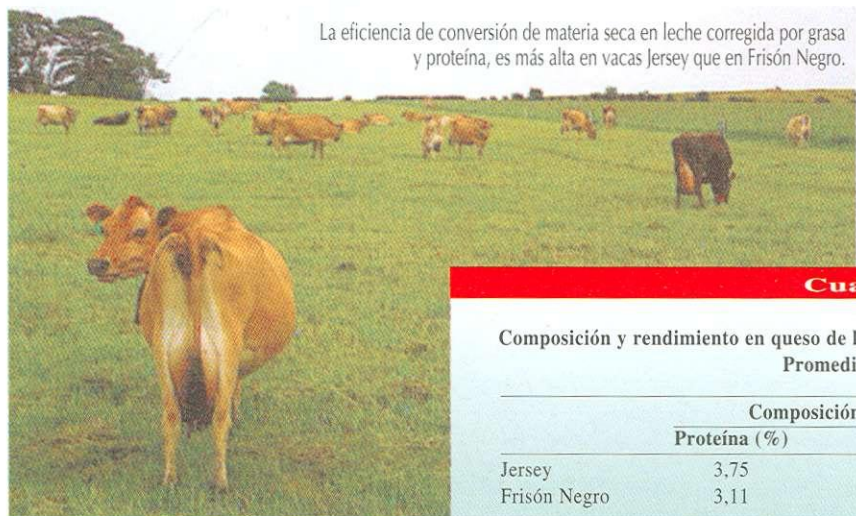 La eficiencia de conversión de materia seca en leche corregida por grasa
y proteína, es más alta en vacas Jersey que en Frisón Negro.
Composición y rendimiento en queso de
Promedi
Composición
Proteína (%)
Jersey 3,75
Frisón Negro 3,11